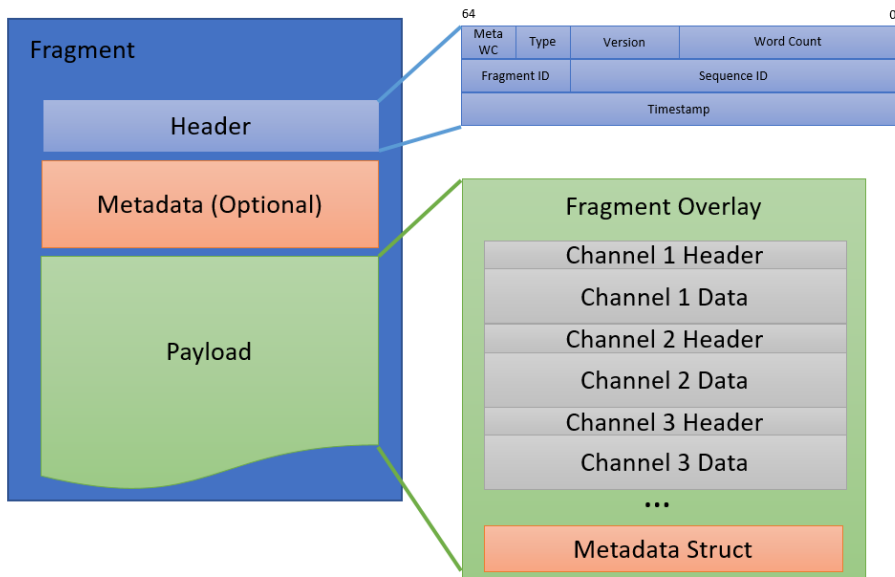 Fragment
Header
Metadata (Optional)
Payload
64
0
Meta
WC
Type
Version
Word Count
Fragment ID
Sequence ID
Timestamp
Fragment Overlay
Channel 1 Header
Channel 1 Data
Channel 2 Header
Channel 2 Data
Channel 3 Header
Channel 3 Data
...
Metadata Struct